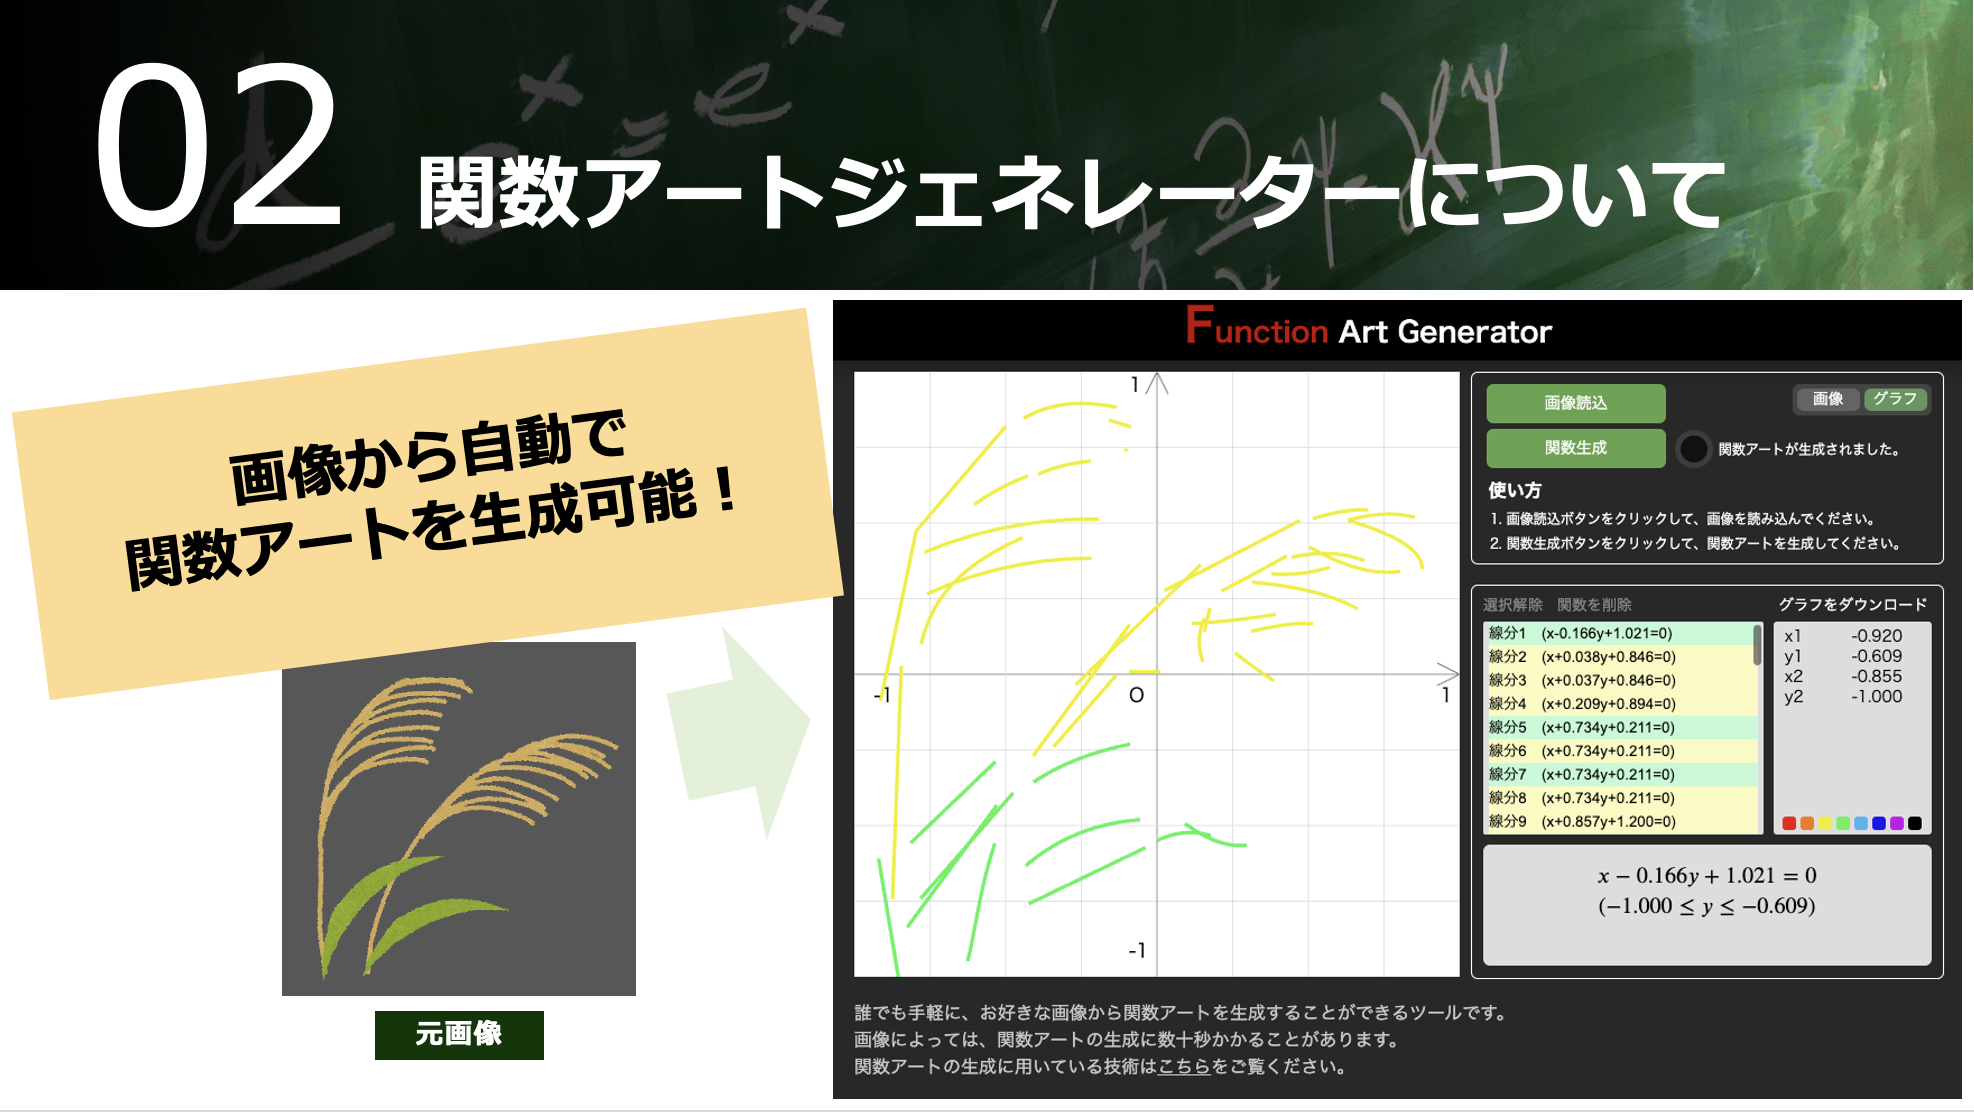 02 関数アートジェネレーターについて
画像から自動で
関数アートを生成可能！
元画像
Function Art Generator
1
-1
O
1
-1
画像読込
画像 グラフ
関数生成
関数アートが生成されました。
使い方
1. 画像読込ボタンをクリックして、画像を読み込んでください。
2. 関数生成ボタンをクリックして、関数アートを生成してください。
選択解除 関数を削除
グラフをダウンロード
線分1 (x-0.166y+1.021=0)
線分2 (x+0.038y+0.846=0)
線分3 (x+0.037y+0.846=0)
線分4 (x+0.209y+0.894=0)
線分5 (x+0.734y+0.211=0)
線分6 (x+0.734y+0.211=0)
線分7 (x+0.734y+0.211=0)
線分8 (x+0.734y+0.211=0)
線分9 (x+0.857y+1.200=0)
x1 -0.920
y1 -0.609
x2 -0.855
y2 -1.000
x − 0.166y + 1.021 = 0
(−1.000 ≤ y ≤ −0.609)
誰でも手軽に、お好きな画像から関数アートを生成することができるツールです。
画像によっては、関数アートの生成に数十秒かかることがあります。
関数アートの生成に用いている技術はこちらをご覧ください。